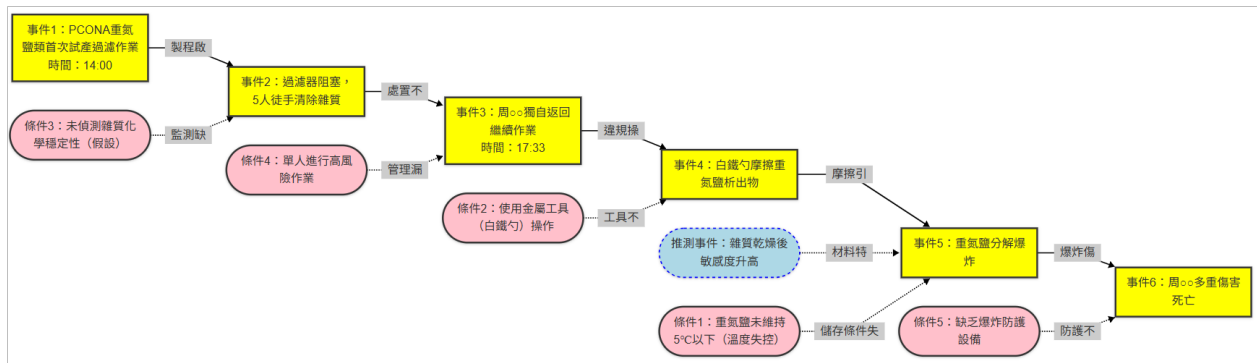 事件1：PCONA重氮
鹽類首次試產過濾作業
時間：14:00
製程啟
事件2：過濾器阻塞，
5人徒手清除雜質
條件3：未偵測雜質化
學穩定性（假設）
監測缺
處置不
事件3：周○○獨自返回
繼續作業
時間：17:33
條件4：單人進行高風
險作業
管理漏
違規操
事件4：白鐵勺摩擦重
氮鹽析出物
條件2：使用金屬工具
（白鐵勺）操作
工具不
摩擦引
事件5：重氮鹽分解爆
炸
推測事件：雜質乾燥後
敏感度升高
材料特
條件1：重氮鹽未維持
5°C以下（溫度失控）
儲存條件失
爆炸傷
事件6：周○○多重傷害
死亡
條件5：缺乏爆炸防護
設備
防護不